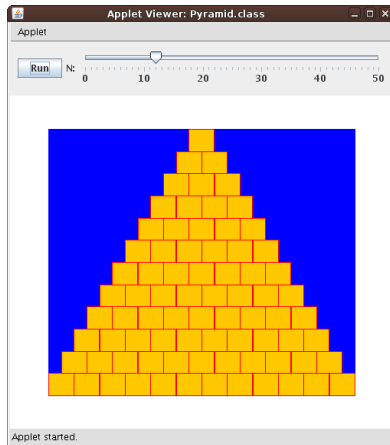 Applet Viewer: Pyramid.class
Applet
Run N:
0 10 20 30 40 50
Applet started.